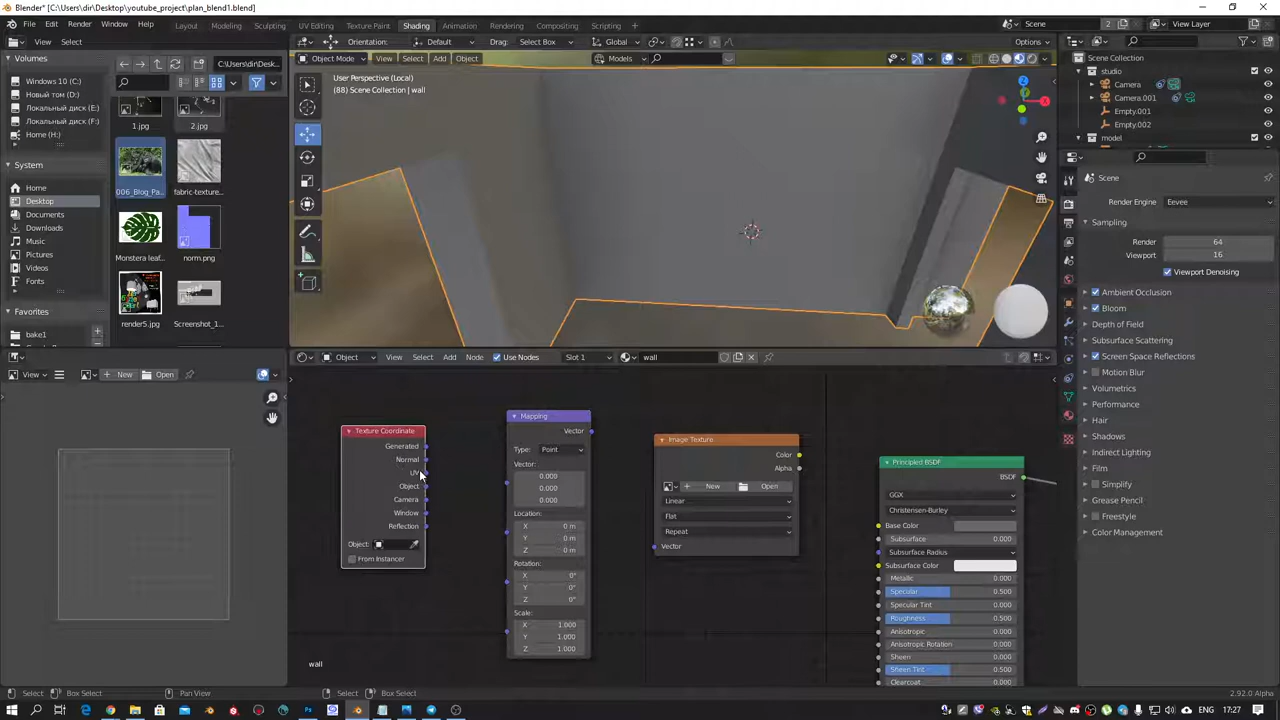 Blender* [C:\Users\dir\Desktop\youtube_project\plan_blend1.blend]
File Edit Render Window Help
Layout Modeling Sculpting UV Editing Texture Paint Shading Animation Rendering Compositing Scripting
Scene 2 View Layer
View Select
Orientation: Default Drag: Select Box Global Options
Volumes
Windows 10 (C:)
Новый том (D:)
Локальный диск (E:)
Локальный диск (F:)
Home (H:)
System
Home
Desktop
Documents
Downloads
Music
Pictures
Videos
Fonts
Favorites
bake1
C:\Users\dir\Desk...
1.jpg 2.jpg
006_Blog_Pa... fabric-texture...
Monstera leaf... norm.png
render5.jpg Screenshot_1...
Object Mode View Select Add Object Models
User Perspective (Local)
(88) Scene Collection | wall
Scene Collection
studio
Camera
Camera.001
Empty.001
Empty.002
model
Scene
Render Engine Eevee
Sampling
Render 64
Viewport 16
Viewport Denoising
Ambient Occlusion
Bloom
Depth of Field
Subsurface Scattering
Screen Space Reflections
Motion Blur
Volumetrics
Performance
Curves
Shadows
Indirect Lighting
Film
Simplify
Grease Pencil
Freestyle
Color Management
View New Open
Object View Select Add Node Use Nodes Slot 1 wall
Texture Coordinate
Generated
Normal
UV
Object
Camera
Window
Reflection
Object:
From Instancer
Mapping
Vector
Type: Point
Vector:
0.000
0.000
0.000
Location:
X 0 m
Y 0 m
Z 0 m
Rotation:
X 0°
Y 0°
Z 0°
Scale:
X 1.000
Y 1.000
Z 1.000
Image Texture
Color
Alpha
New Open
Linear
Flat
Repeat
Vector
Principled BSDF
BSDF
GGX
Christensen-Burley
Base Color
Subsurface 0.000
Subsurface Radius
Subsurface Color
Metallic 0.000
Specular 0.500
Specular Tint 0.000
Roughness 0.500
Anisotropic 0.000
Anisotropic Rotation 0.000
Sheen 0.000
Sheen Tint 0.500
Clearcoat 0.000
wall
Select Box Select Pan View Select Box Select 2.92.0 Alpha
ENG 17:27